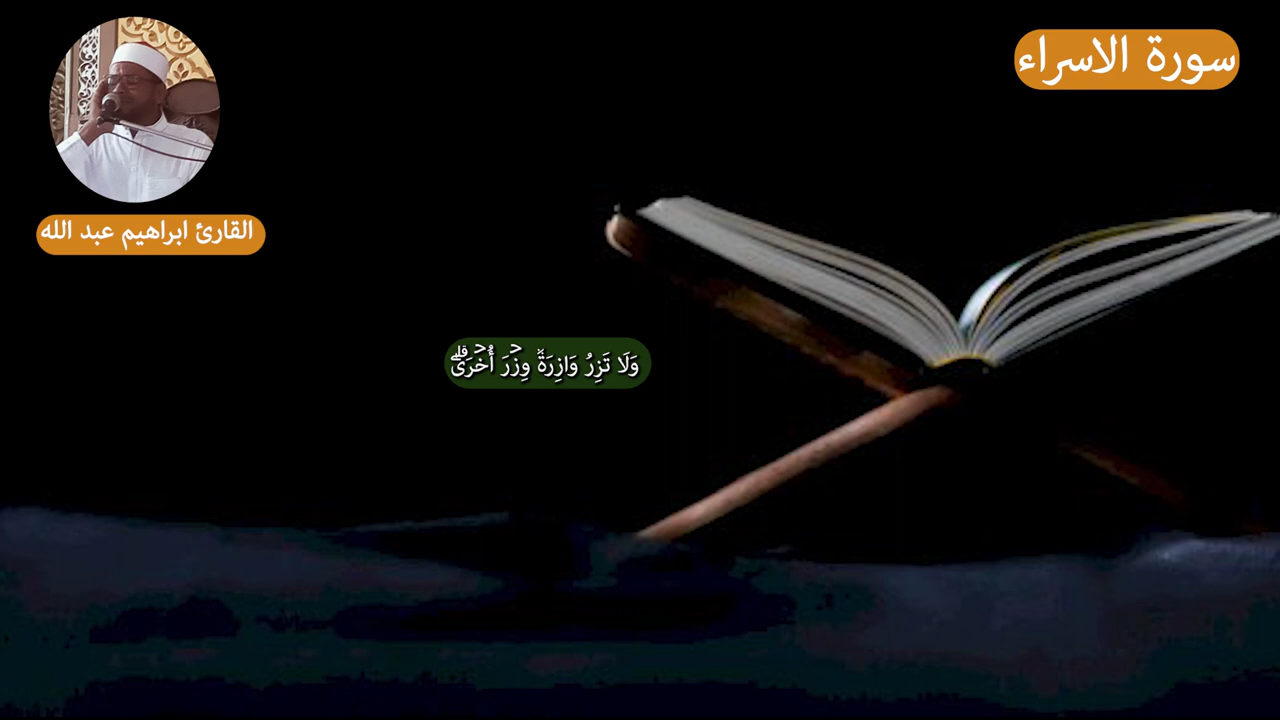 سورة الاسراء
القارئ ابراهيم عبد الله
وَلَا تَزِرُ وَازِرَةٌ وِزۡرَ أُخۡرَىٰۗ